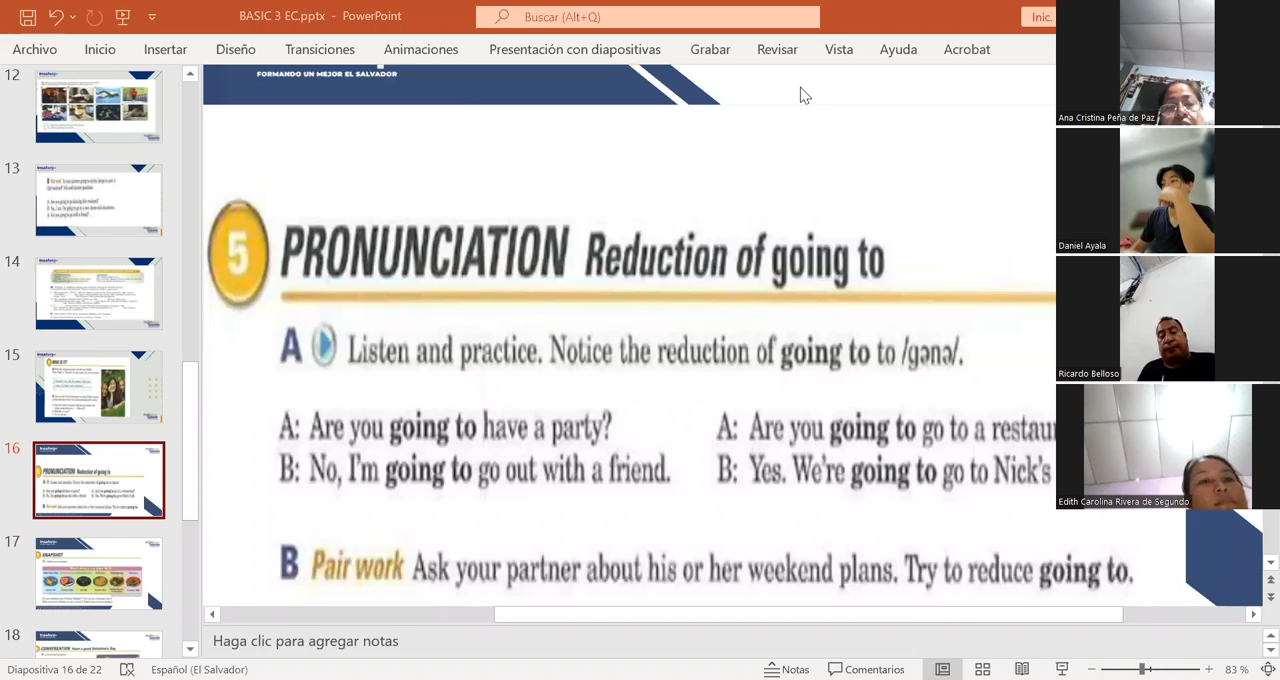 BASIC 3 EC.pptx - PowerPoint
Buscar (Alt+Q)
Inic.
Archivo Inicio Insertar Diseño Transiciones Animaciones Presentación con diapositivas Grabar Revisar Vista Ayuda Acrobat
12
13
14
15
16
17
18
FORMANDO UN MEJOR EL SALVADOR
5 PRONUNCIATION Reduction of going to
A Listen and practice. Notice the reduction of going to to /gənə/.
A: Are you going to have a party?
B: No, I'm going to go out with a friend.
A: Are you going to go to a restaur
B: Yes. We're going to go to Nick's
B Pair work Ask your partner about his or her weekend plans. Try to reduce going to.
Ana Cristina Peña de Paz
Daniel Ayala
Ricardo Belloso
Edith Carolina Rivera de Segundo
Haga clic para agregar notas
Diapositiva 16 de 22 Español (El Salvador) Notas Comentarios 83 %